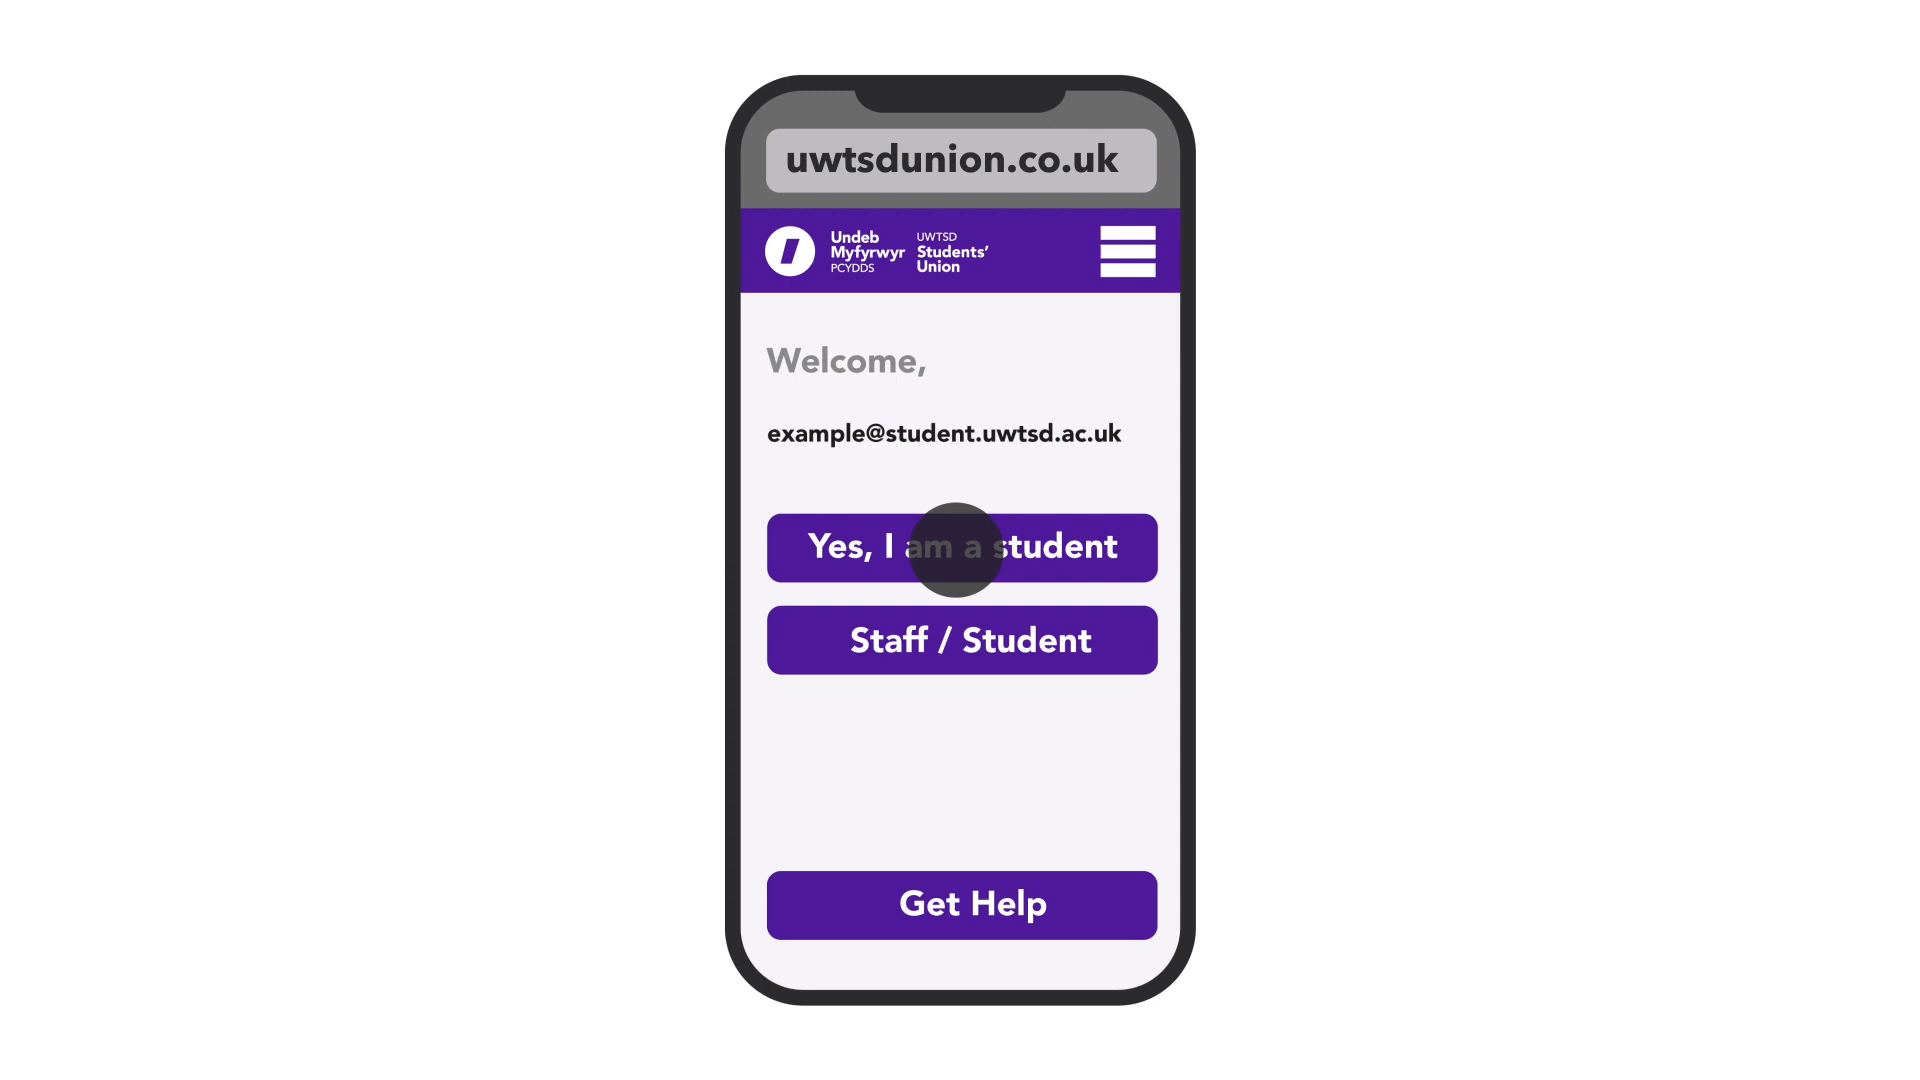 uwtsdunion.co.uk
Undeb
Myfyrwyr
PCYDDS
UWTSD
Students'
Union
Welcome,
example@student.uwtsd.ac.uk
Yes, I am a student
Staff / Student
Get Help